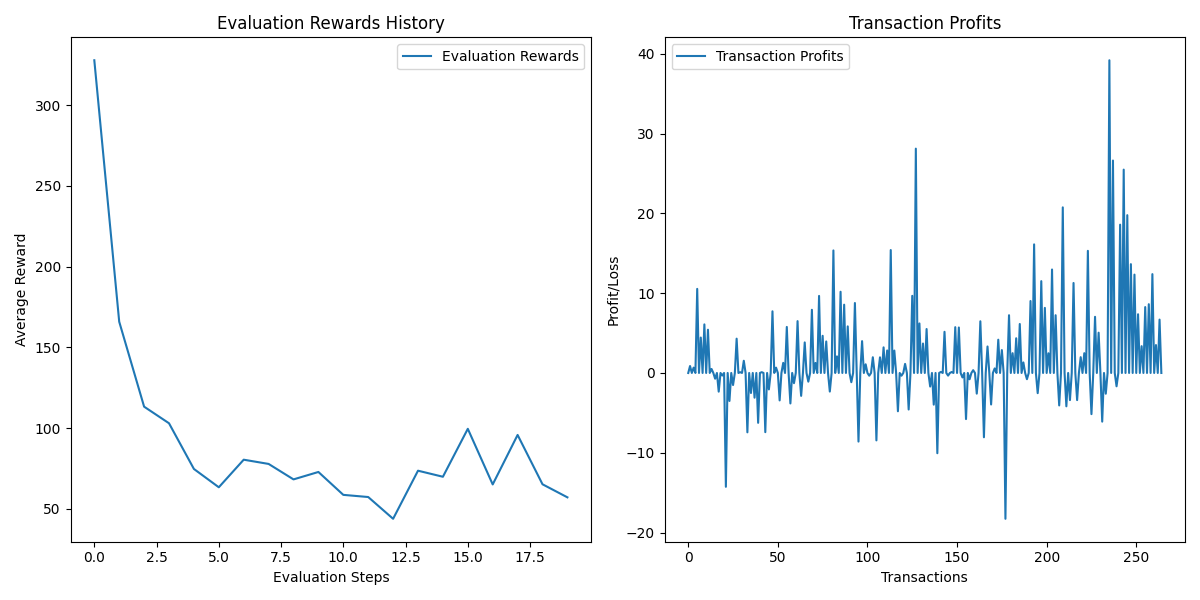 Evaluation Rewards History
Evaluation Rewards
Average Reward
300
250
200
150
100
50
0.0 2.5 5.0 7.5 10.0 12.5 15.0 17.5
Evaluation Steps
Transaction Profits
Transaction Profits
Profit/Loss
40
30
20
10
0
−10
−20
0 50 100 150 200 250
Transactions